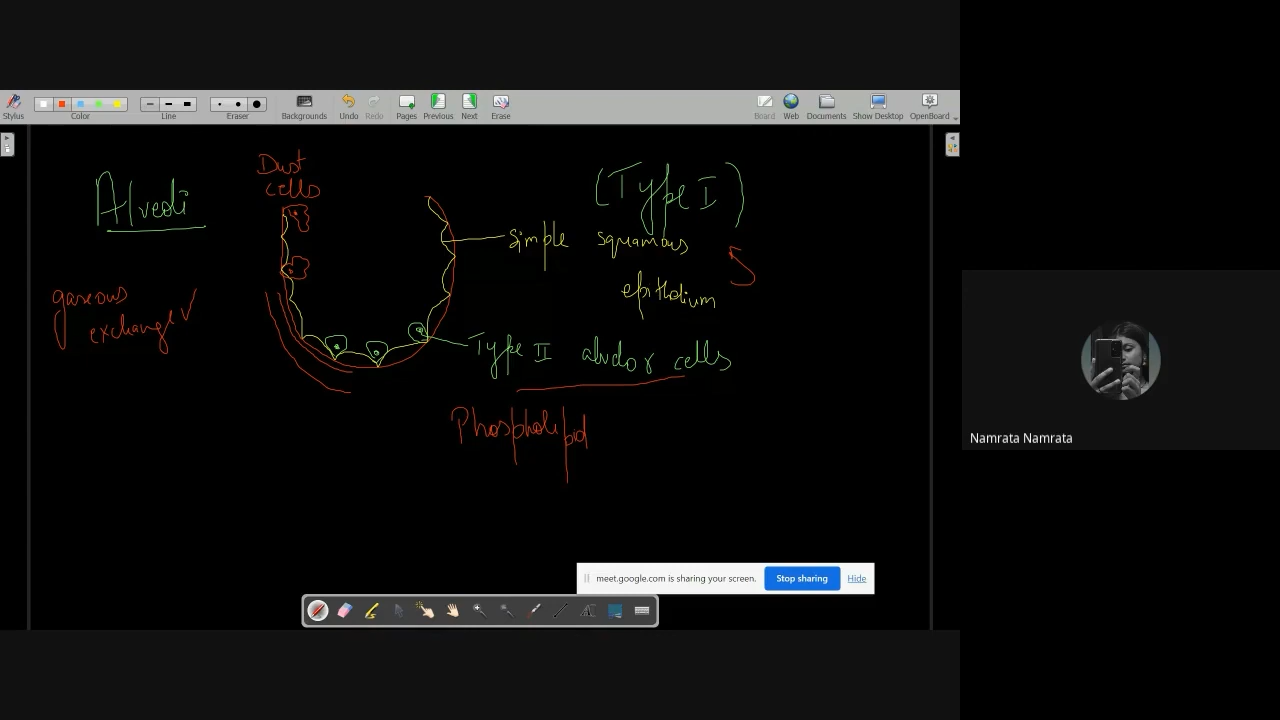 Stylus
Color
Line
Eraser
Backgrounds
Undo
Redo
Pages
Previous
Next
Erase
Board
Web
Documents
Show Desktop
OpenBoard
Dust
cells
Alveoli
(Type I)
simple squamous
epithelium
gaseous
exchange ✓
Type II alveolar cells
Phospholipid
Namrata Namrata
meet.google.com is sharing your screen.
Stop sharing
Hide